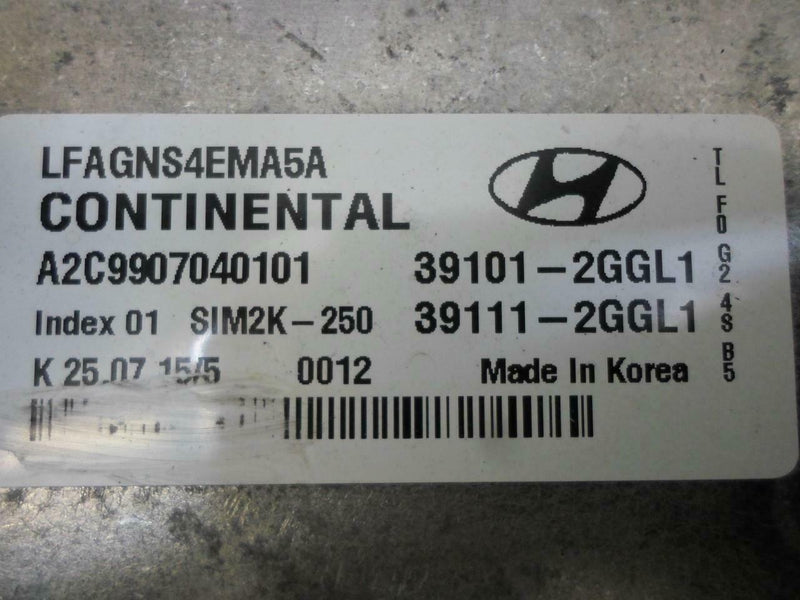 LFAGNS4EMA5A
CONTINENTAL
A2C9907040101 39101-2GGL1
Index 01 SIM2K-250 39111-2GGL1
K 25.07.15/5 0012 Made In Korea
TL F0 G2 4S B5